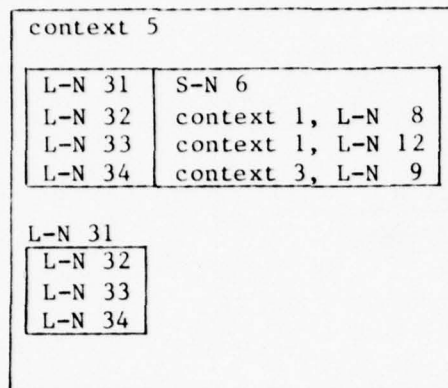 context 5
L-N 31 S-N 6
L-N 32 context 1, L-N 8
L-N 33 context 1, L-N 12
L-N 34 context 3, L-N 9
L-N 31
L-N 32
L-N 33
L-N 34